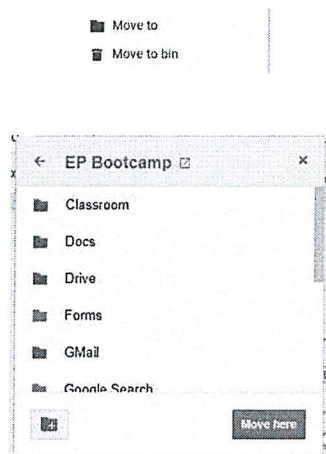 Move to
Move to bin
EP Bootcamp
Classroom
Docs
Drive
Forms
GMail
Google Search
Move here